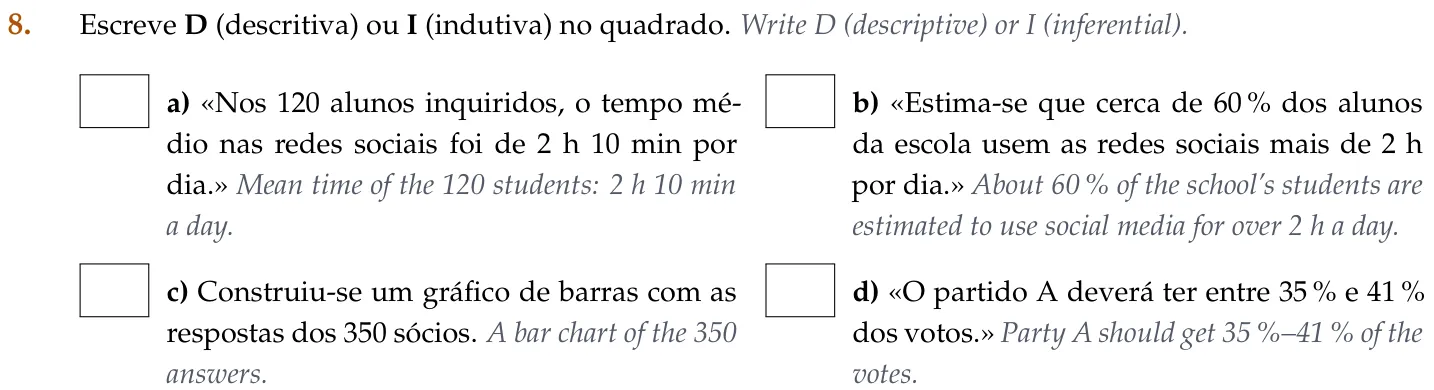 8. Escreve D (descritiva) ou I (indutiva) no quadrado. Write D (descriptive) or I (inferential).
a) «Nos 120 alunos inquiridos, o tempo mé-
dio nas redes sociais foi de 2 h 10 min por
dia.» Mean time of the 120 students: 2 h 10 min
a day.
b) «Estima-se que cerca de 60 % dos alunos
da escola usem as redes sociais mais de 2 h
por dia.» About 60 % of the school's students are
estimated to use social media for over 2 h a day.
c) Construiu-se um gráfico de barras com as
respostas dos 350 sócios. A bar chart of the 350
answers.
d) «O partido A deverá ter entre 35 % e 41 %
dos votos.» Party A should get 35 %–41 % of the
votes.